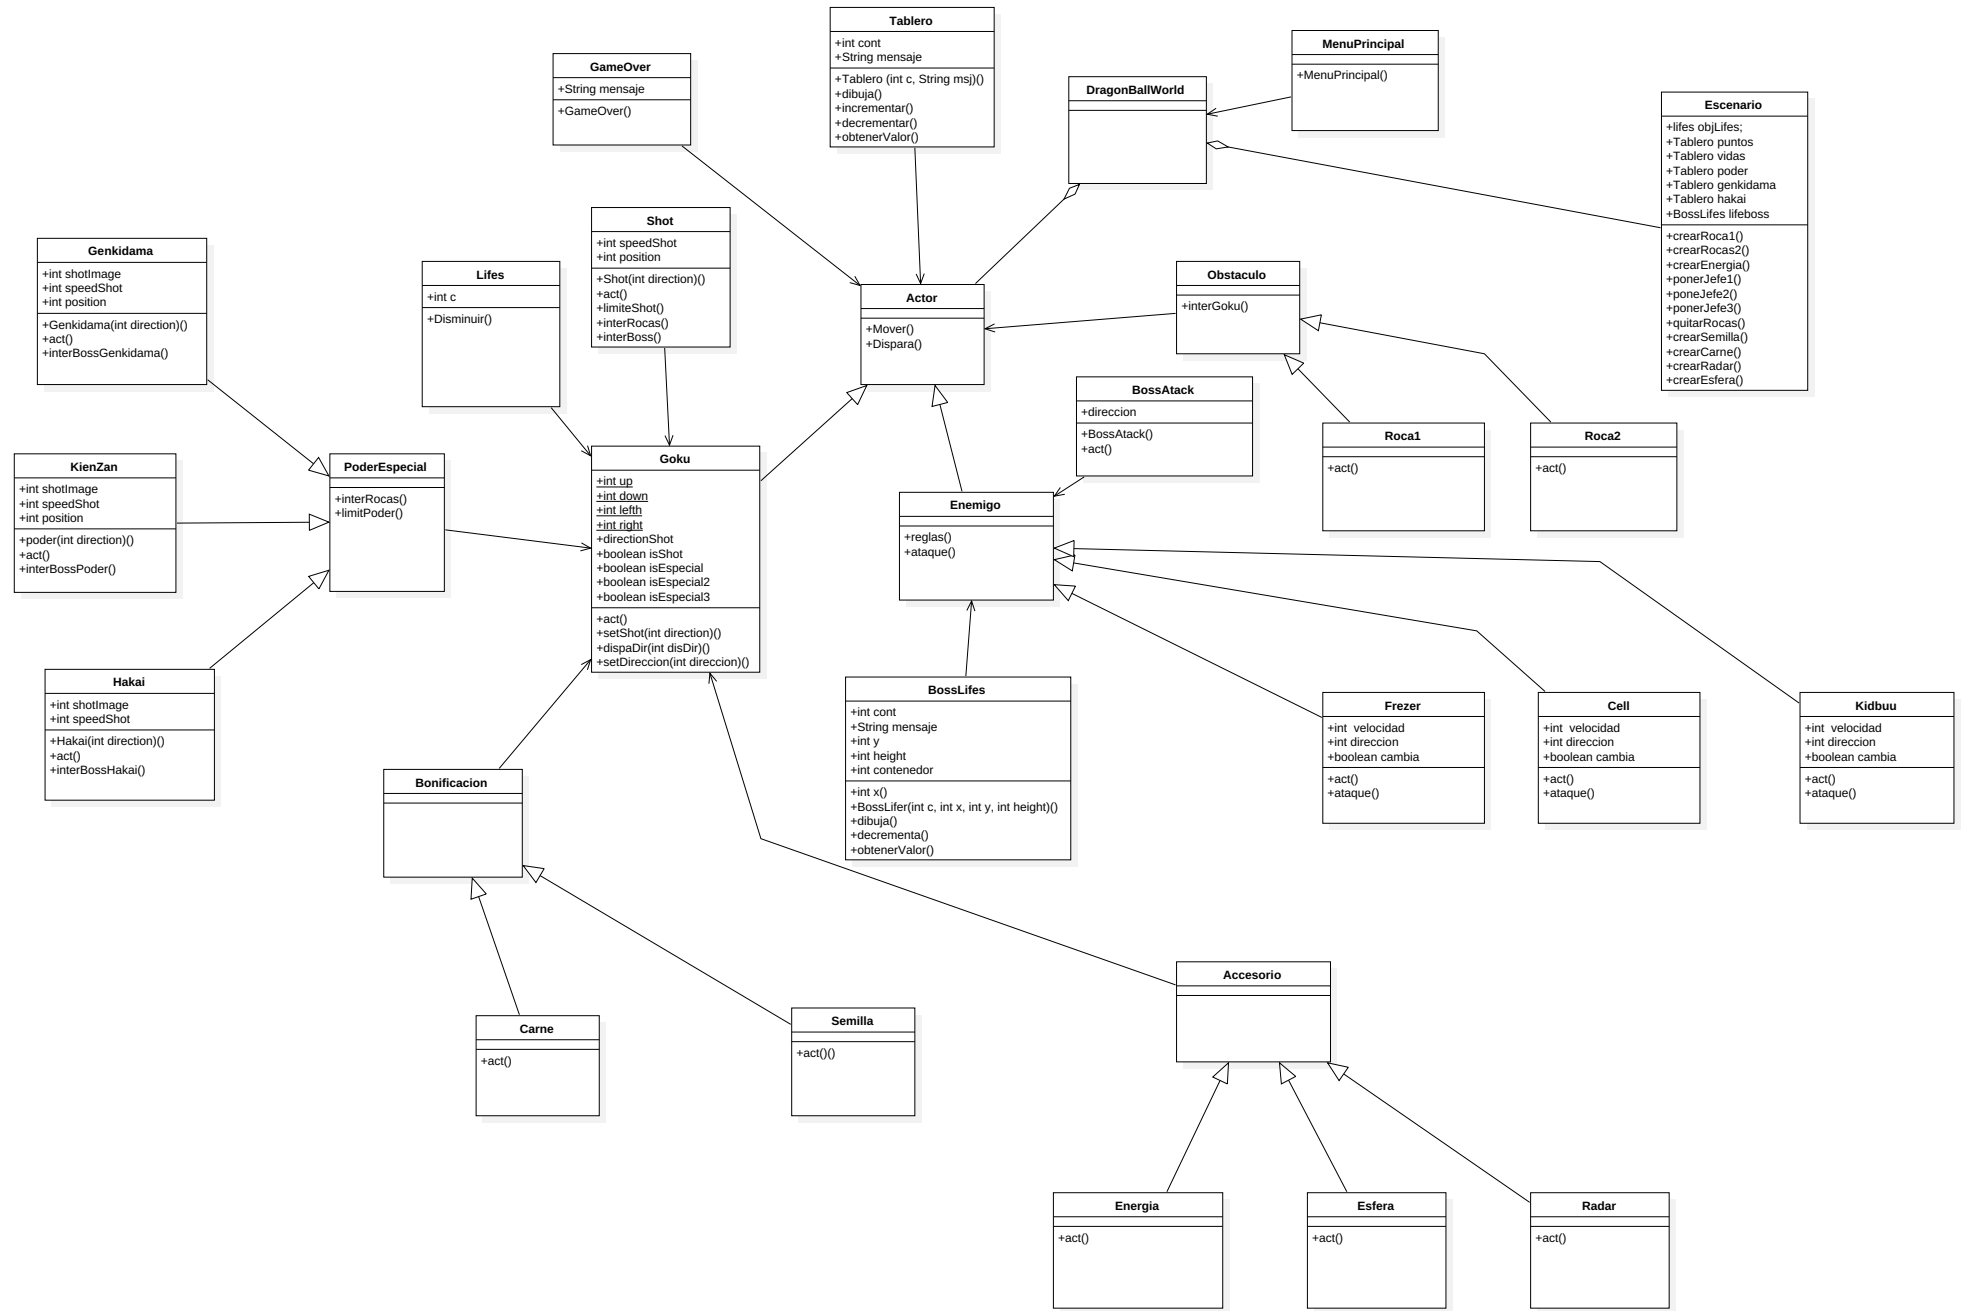 Tablero
+int cont
+String mensaje
+Tablero (int c, String msj)()
+dibuja()
+incrementar()
+decrementar()
+obtenerValor()
MenuPrincipal
+MenuPrincipal()
GameOver
+String mensaje
+GameOver()
DragonBallWorld
Escenario
+lifes objLifes;
+Tablero puntos
+Tablero vidas
+Tablero poder
+Tablero genkidama
+Tablero hakai
+BossLifes lifeboss
+crearRoca1()
+crearRocas2()
+crearEnergia()
+ponerJefe1()
+poneJefe2()
+ponerJefe3()
+quitarRocas()
+crearSemilla()
+crearCarne()
+crearRadar()
+crearEsfera()
Shot
+int speedShot
+int position
+Shot(int direction)()
+act()
+limiteShot()
+interRocas()
+interBoss()
Genkidama
+int shotImage
+int speedShot
+int position
+Genkidama(int direction)()
+act()
+interBossGenkidama()
Lifes
+int c
+Disminuir()
Actor
+Mover()
+Dispara()
Obstaculo
+interGoku()
BossAtack
+direccion
+BossAtack()
+act()
Roca1
+act()
Roca2
+act()
KienZan
+int shotImage
+int speedShot
+int position
+poder(int direction)()
+act()
+interBossPoder()
PoderEspecial
+interRocas()
+limitPoder()
Goku
+int up
+int down
+int lefth
+int right
+directionShot
+boolean isShot
+boolean isEspecial
+boolean isEspecial2
+boolean isEspecial3
+act()
+setShot(int direction)()
+dispaDir(int disDir)()
+setDireccion(int direccion)()
Enemigo
+reglas()
+ataque()
Hakai
+int shotImage
+int speedShot
+Hakai(int direction)()
+act()
+interBossHakai()
BossLifes
+int cont
+String mensaje
+int y
+int height
+int contenedor
+int x()
+BossLifer(int c, int x, int y, int height)()
+dibuja()
+decrementa()
+obtenerValor()
Frezer
+int  velocidad
+int direccion
+boolean cambia
+act()
+ataque()
Cell
+int  velocidad
+int direccion
+boolean cambia
+act()
+ataque()
Kidbuu
+int  velocidad
+int direccion
+boolean cambia
+act()
+ataque()
Bonificacion
Accesorio
Carne
+act()
Semilla
+act()()
Energia
+act()
Esfera
+act()
Radar
+act()